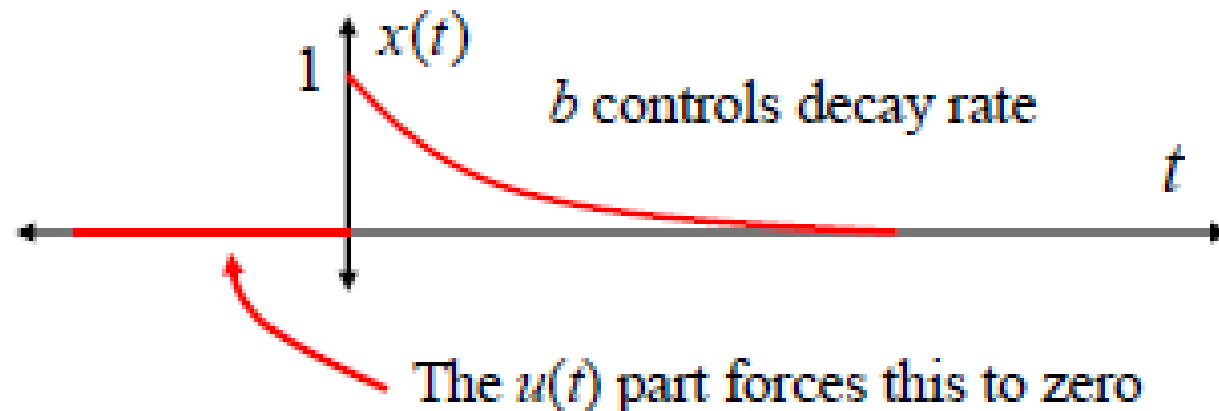 x(t)
1
b controls decay rate
t
The u(t) part forces this to zero